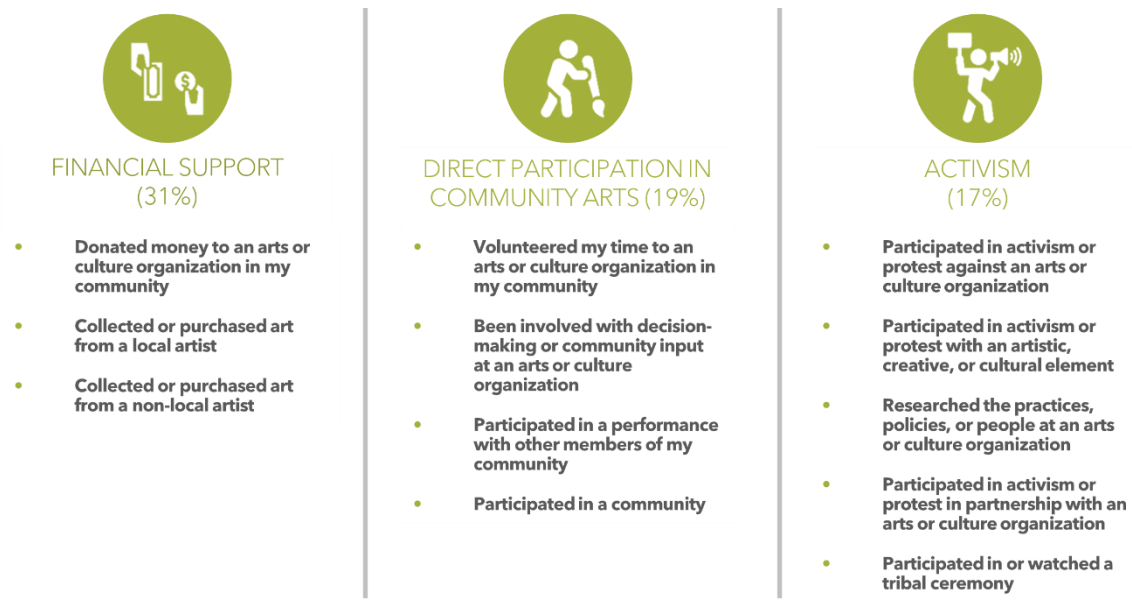 FINANCIAL SUPPORT
(31%)
• Donated money to an arts or
culture organization in my
community
• Collected or purchased art
from a local artist
• Collected or purchased art
from a non-local artist
DIRECT PARTICIPATION IN
COMMUNITY ARTS (19%)
• Volunteered my time to an
arts or culture organization in
my community
• Been involved with decision-
making or community input
at an arts or culture
organization
• Participated in a performance
with other members of my
community
• Participated in a community
ACTIVISM
(17%)
• Participated in activism or
protest against an arts or
culture organization
• Participated in activism or
protest with an artistic,
creative, or cultural element
• Researched the practices,
policies, or people at an arts
or culture organization
• Participated in activism or
protest in partnership with an
arts or culture organization
• Participated in or watched a
tribal ceremony